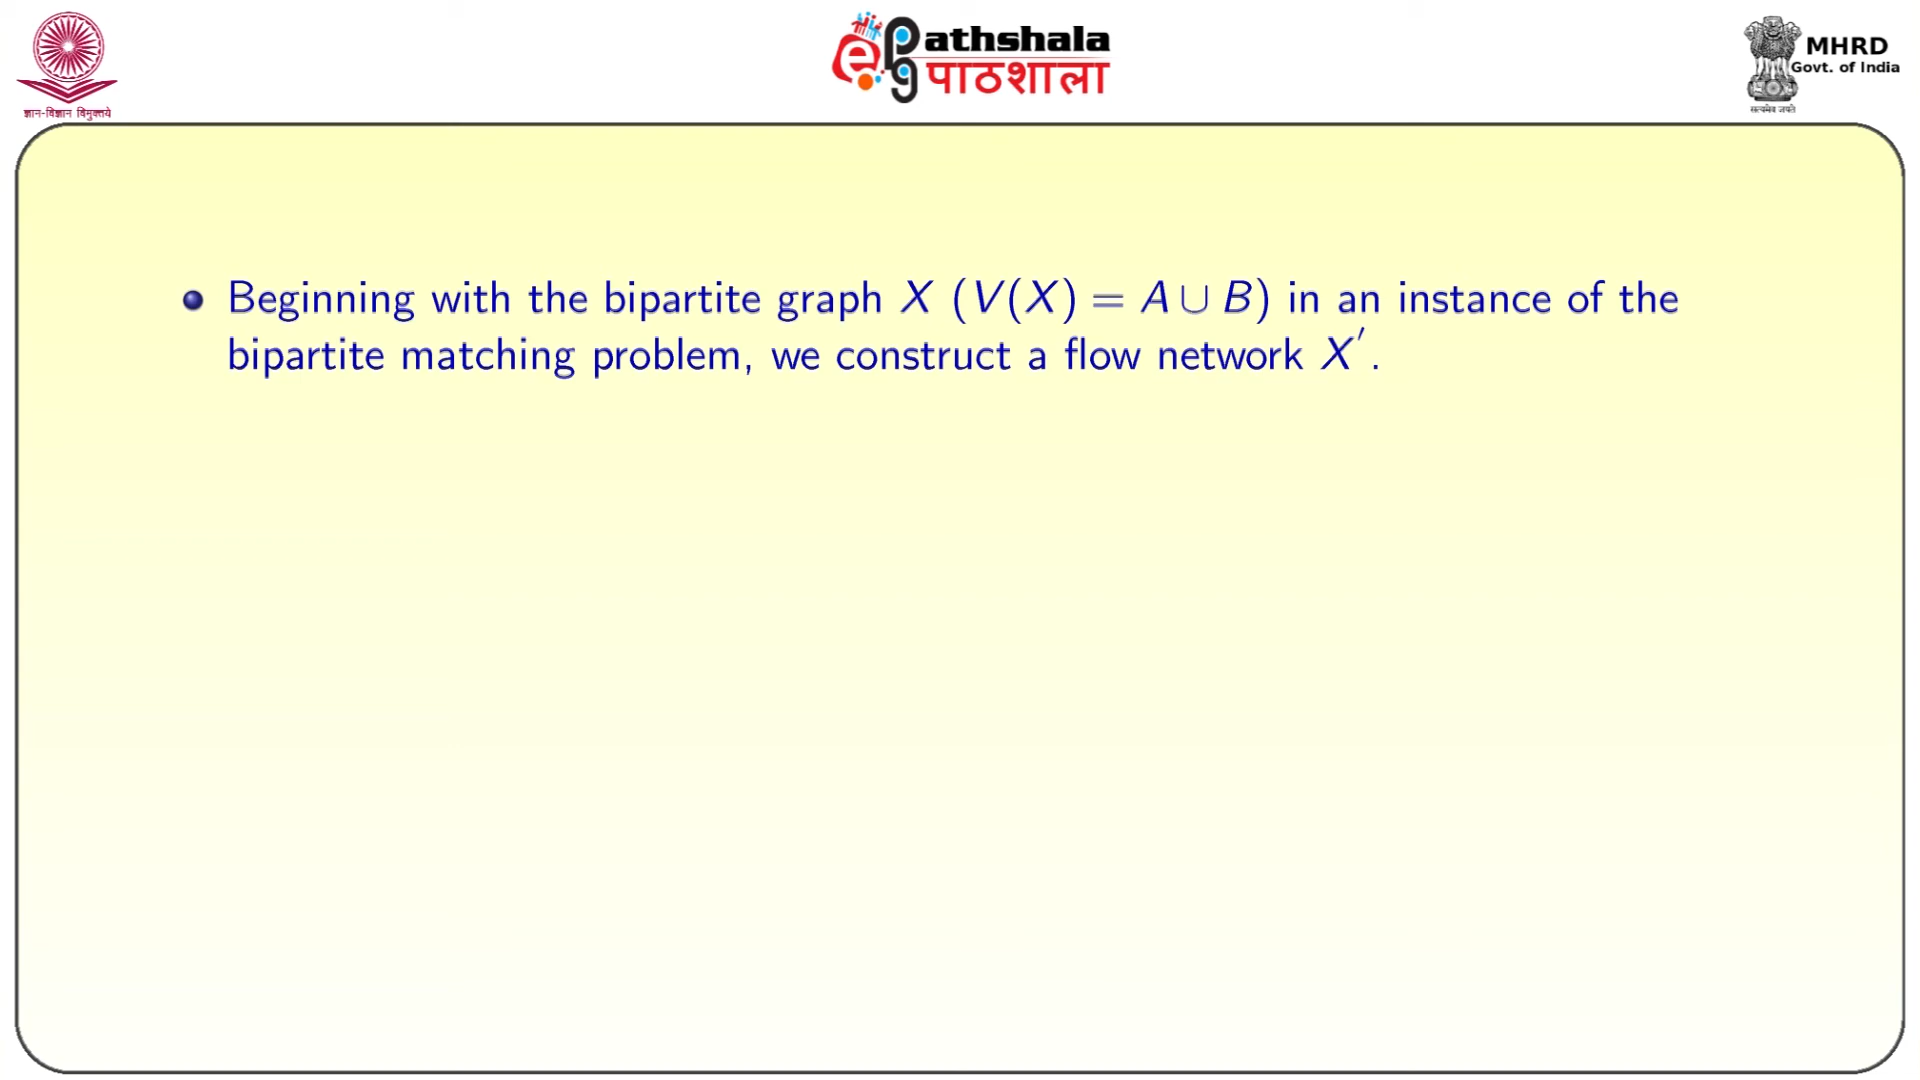 ज्ञान-विज्ञान विमुक्तये
ePG Pathshala
पाठशाला
MHRD
Govt. of India
सत्यमेव जयते
Beginning with the bipartite graph X (V(X) = A ∪ B) in an instance of the
bipartite matching problem, we construct a flow network X′.